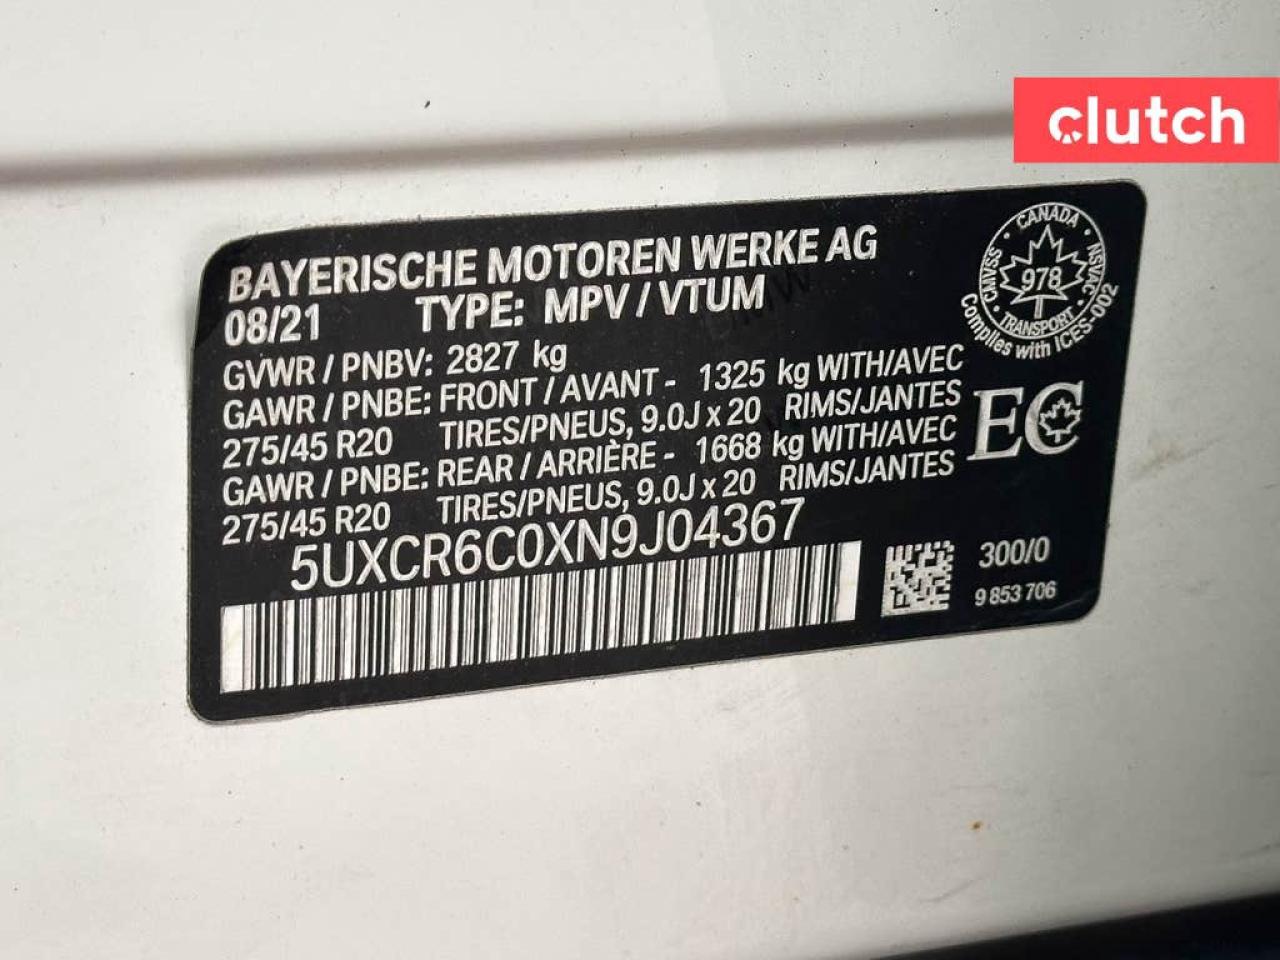 clutch
BAYERISCHE MOTOREN WERKE AG
08/21 TYPE: MPV / VTUM
GVWR / PNBV: 2827 kg
GAWR / PNBE: FRONT / AVANT - 1325 kg WITH/AVEC
275/45 R20 TIRES/PNEUS, 9.0J x 20 RIMS/JANTES
GAWR / PNBE: REAR / ARRIÈRE - 1668 kg WITH/AVEC
275/45 R20 TIRES/PNEUS, 9.0J x 20 RIMS/JANTES
5UXCR6C0XN9J04367
CANADA
CMVSS
NSVAC
978
TRANSPORT
Complies with ICES-002
EC
300/0
9 853 706